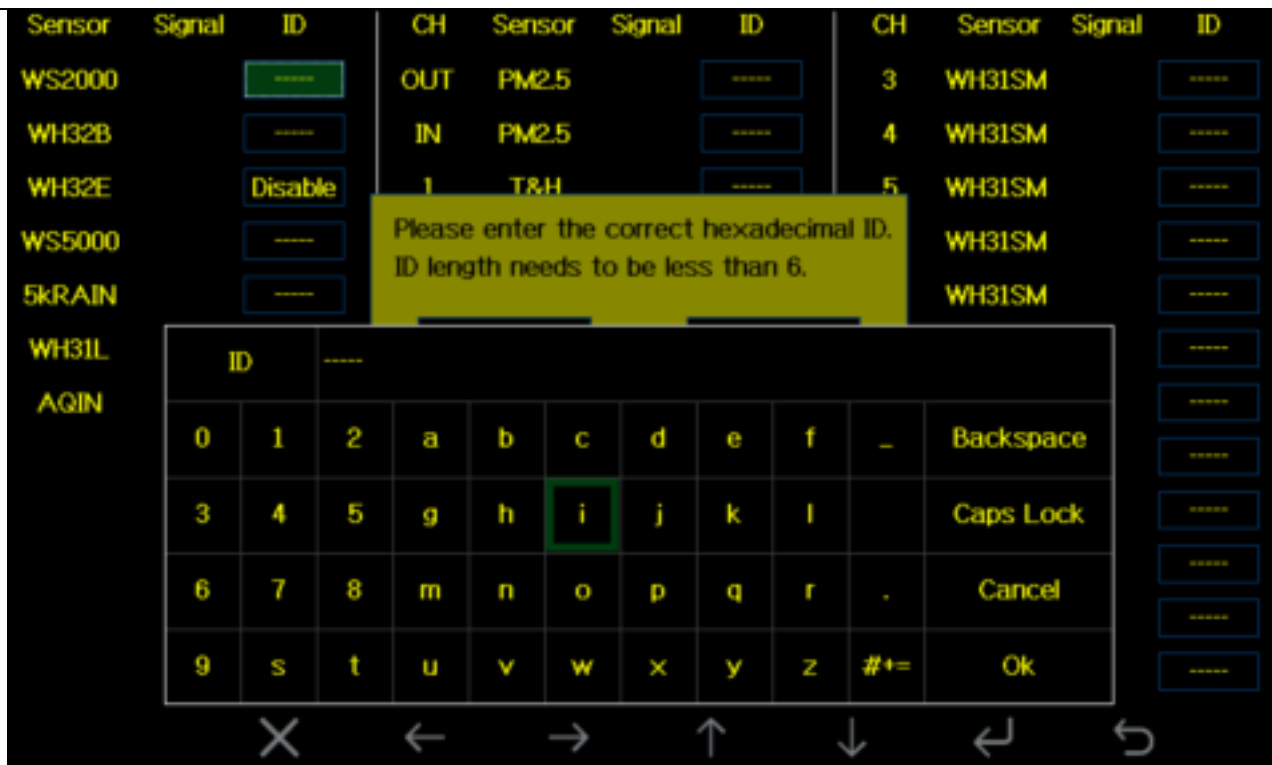 Sensor Signal ID CH Sensor Signal ID CH Sensor Signal ID
WS2000 ----- OUT PM2.5 ----- 3 WH31SM -----
WH32B ----- IN PM2.5 ----- 4 WH31SM -----
WH32E Disable 1 T&H ----- 5 WH31SM -----
WS5000 ----- WH31SM -----
5kRAIN ----- WH31SM -----
Please enter the correct hexadecimal ID.
ID length needs to be less than 6.
WH31L -----
AQIN -----
-----
-----
-----
-----
-----
ID -----
0 1 2 a b c d e f _ Backspace
3 4 5 g h i j k l Caps Lock
6 7 8 m n o p q r . Cancel
9 s t u v w x y z #+= Ok